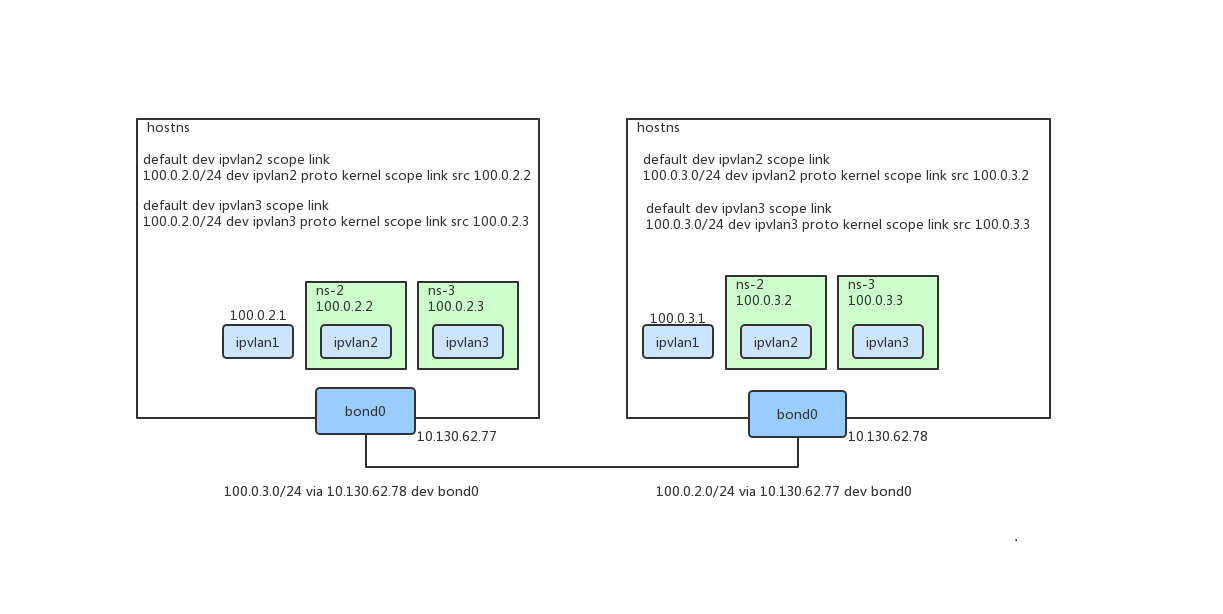 hostns
default dev ipvlan2 scope link
100.0.2.0/24 dev ipvlan2 proto kernel scope link src 100.0.2.2
default dev ipvlan3 scope link
100.0.2.0/24 dev ipvlan3 proto kernel scope link src 100.0.2.3
100.0.2.1
ipvlan1
ns-2
100.0.2.2
ipvlan2
ns-3
100.0.2.3
ipvlan3
bond0
10.130.62.77
100.0.3.0/24 via 10.130.62.78 dev bond0
hostns
default dev ipvlan2 scope link
100.0.3.0/24 dev ipvlan2 proto kernel scope link src 100.0.3.2
default dev ipvlan3 scope link
100.0.3.0/24 dev ipvlan3 proto kernel scope link src 100.0.3.3
100.0.3.1
ipvlan1
ns-2
100.0.3.2
ipvlan2
ns-3
100.0.3.3
ipvlan3
bond0
10.130.62.78
100.0.2.0/24 via 10.130.62.77 dev bond0
.